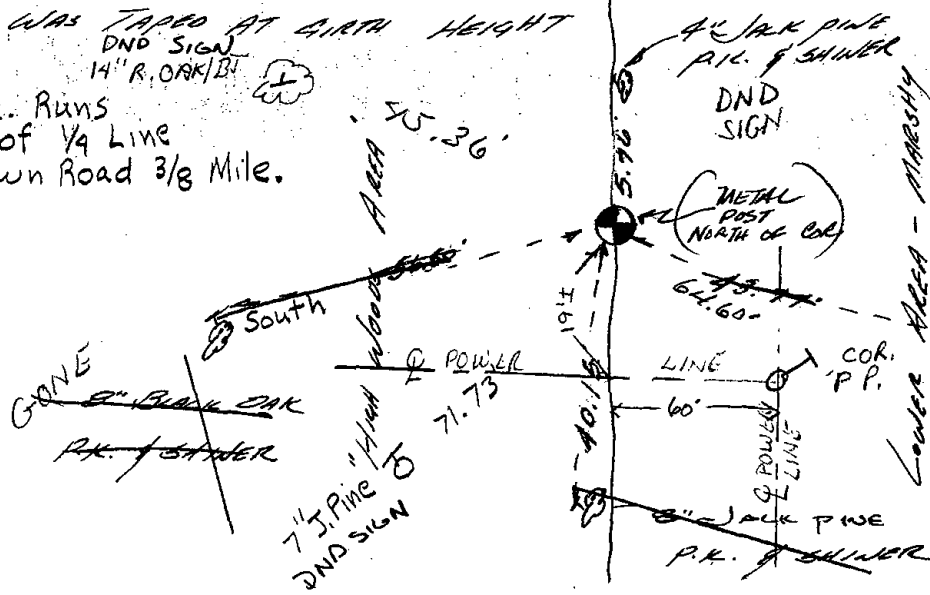 WAS TAPED AT GIRTH HEIGHT
DND SIGN
14" R. OAK/BT
.. Runs
of 1/4 Line
wn Road 3/8 Mile.
45.36'
4" JACK PINE
P.K. & SHINER
DND
SIGN
5.96'
(METAL
POST
NORTH OF COR)
HIGH WOODS AREA
LOWER AREA - MARSHY
South
64.60
19'±
℄ POWER LINE
71.73
60'
COR.
P.P.
℄ POWER
LINE
GONE
8" BLACK OAK
P.K. & SHINER
40.15
7" J. Pine
DND SIGN
8" JACK PINE
P.K. & SHINER